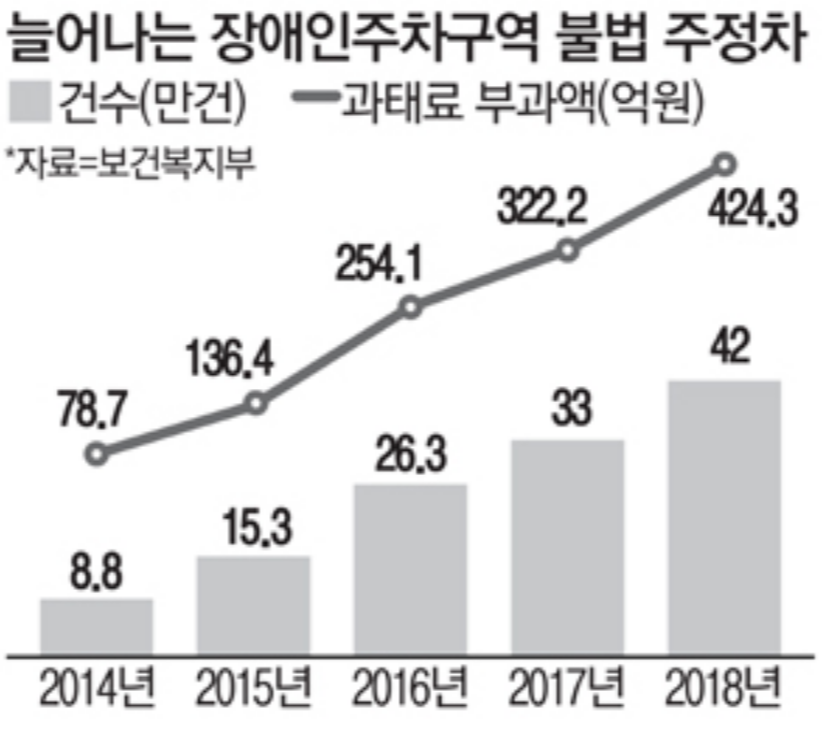 늘어나는 장애인주차구역 불법 주정차
건수(만건) 과태료 부과액(억원)
*자료=보건복지부
78.7 136.4 254.1 322.2 424.3
8.8 15.3 26.3 33 42
2014년 2015년 2016년 2017년 2018년